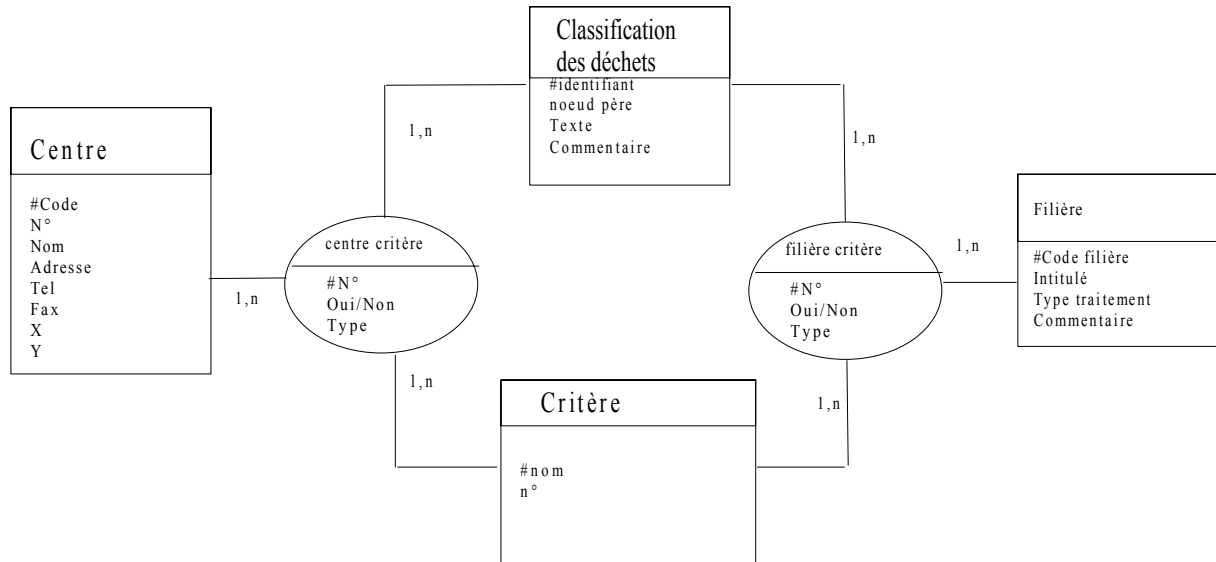 Classification
des déchets
#identifiant
noeud père
Texte
Commentaire
1,n
1,n
Centre
#Code
N°
Nom
Adresse
Tel
Fax
X
Y
1,n
centre critère
#N°
Oui/Non
Type
filière critère
#N°
Oui/Non
Type
1,n
Filière
#Code filière
Intitulé
Type traitement
Commentaire
1,n
1,n
Critère
#nom
n°